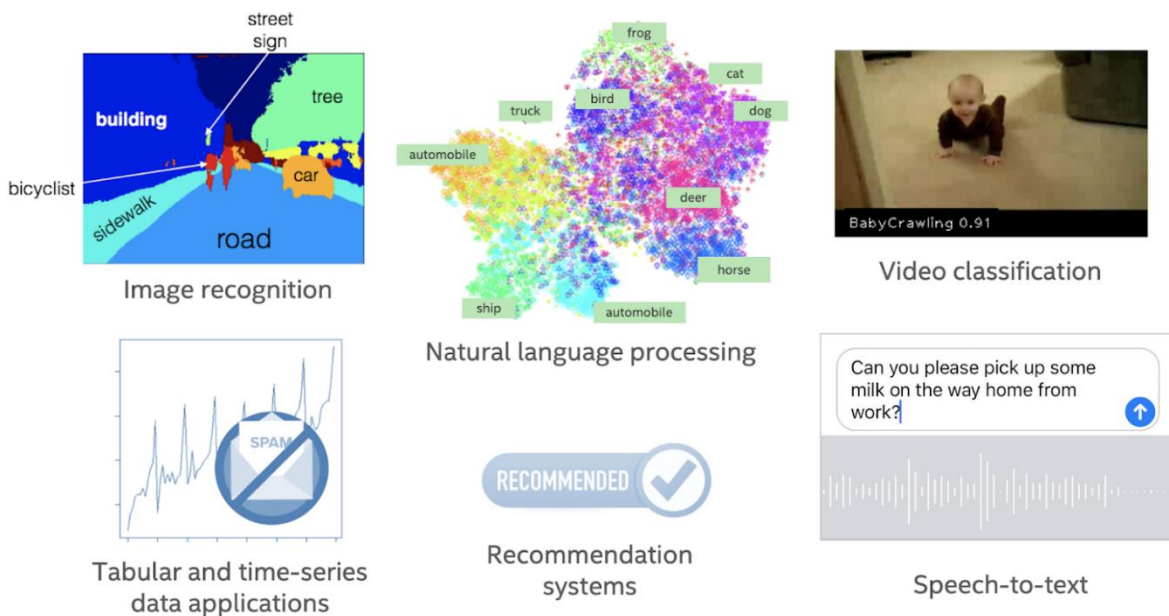 street
sign
tree
building
bicyclist
car
sidewalk
road
Image recognition
frog
cat
truck
bird
dog
automobile
deer
horse
ship
automobile
Natural language processing
BabyCrawling 0.91
Video classification
SPAM
Tabular and time-series
data applications
RECOMMENDED
Recommendation
systems
Can you please pick up some
milk on the way home from
work?
Speech-to-text